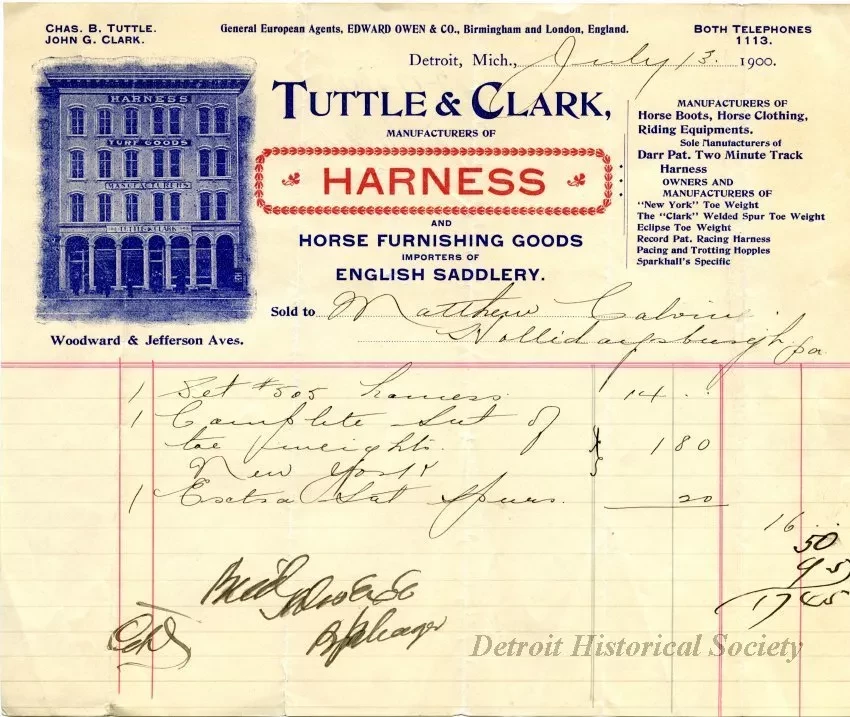 CHAS. B. TUTTLE.
JOHN G. CLARK.
General European Agents, EDWARD OWEN & CO., Birmingham and London, England.
BOTH TELEPHONES
1113.
Detroit, Mich., July 13. 1900.
HARNESS
TURF GOODS
MANUFACTURERS
TUTTLE & CLARK
Woodward & Jefferson Aves.
TUTTLE & CLARK,
MANUFACTURERS OF
HARNESS
AND
HORSE FURNISHING GOODS
IMPORTERS OF
ENGLISH SADDLERY.
MANUFACTURERS OF
Horse Boots, Horse Clothing,
Riding Equipments.
Sole Manufacturers of
Darr Pat. Two Minute Track
Harness
OWNERS AND
MANUFACTURERS OF
"New York" Toe Weight
The "Clark" Welded Spur Toe Weight
Eclipse Toe Weight
Record Pat. Racing Harness
Pacing and Trotting Hopples
Sparkhall's Specific
Sold to Matthew Calvin
Hollidaysburgh, pa
1 Set #505 harness. 14 ..
1 Complete Set of
toe weights. 1 80
New York
1 Extra Set Spurs. 20
16 ..
50
95
17 45
Detroit Historical Society